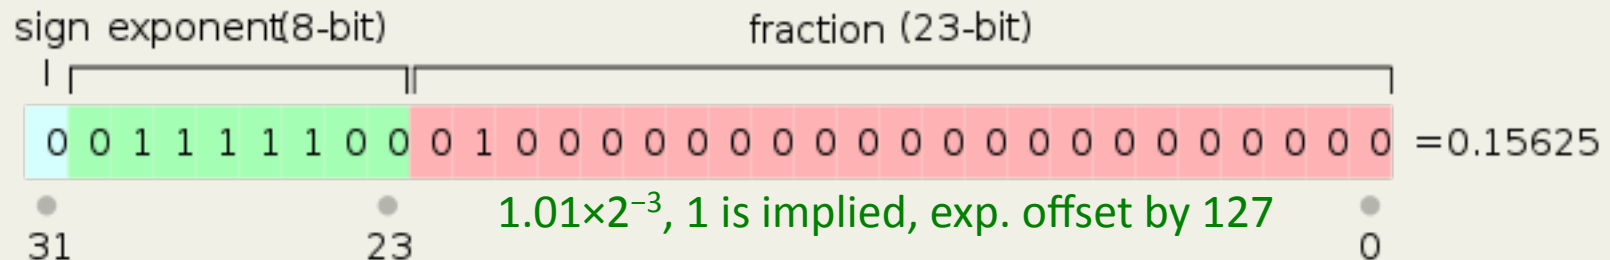 sign exponent(8-bit) fraction (23-bit)
0 0 1 1 1 1 1 0 0 0 1 0 0 0 0 0 0 0 0 0 0 0 0 0 0 0 0 0 0 0 0 0 =0.15625
1.01×2⁻³, 1 is implied, exp. offset by 127
31 23 0